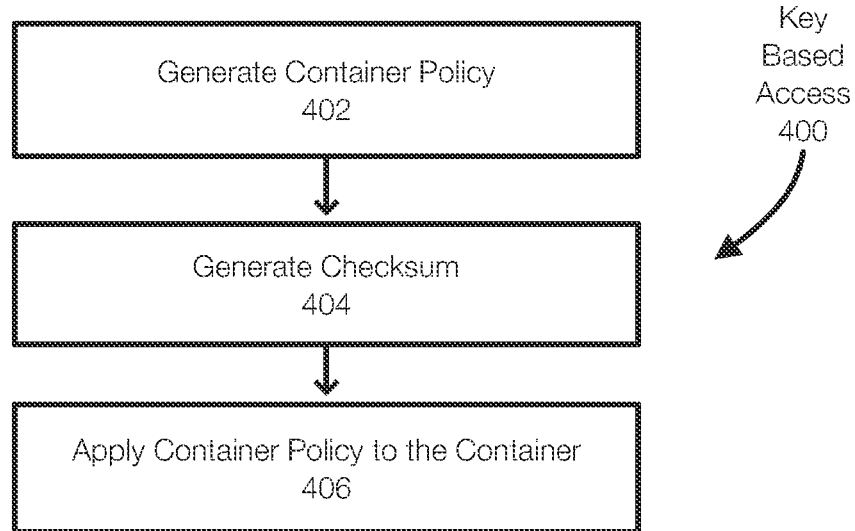 Generate Container Policy
402
Key
Based
Access
400
Generate Checksum
404
Apply Container Policy to the Container
406